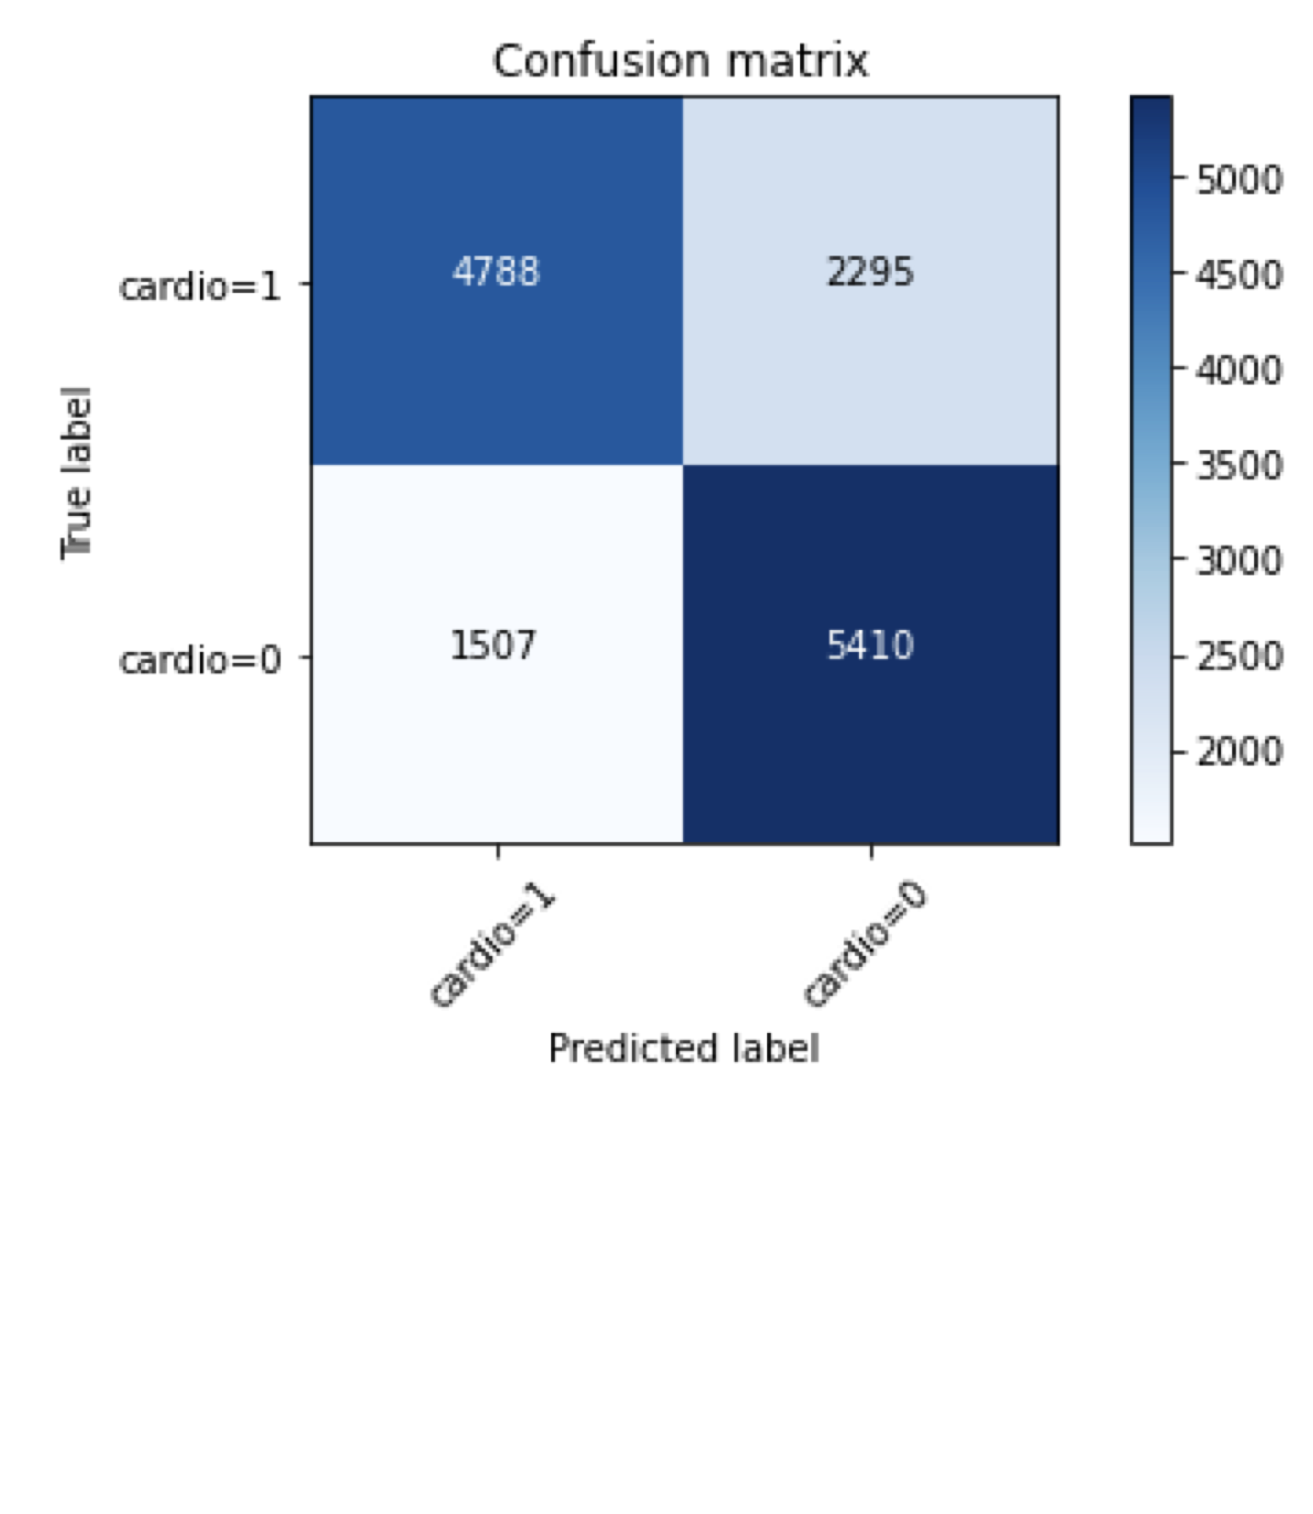 Confusion matrix
True label
cardio=1
4788
2295
cardio=0
1507
5410
cardio=1
cardio=0
Predicted label
5000
4500
4000
3500
3000
2500
2000